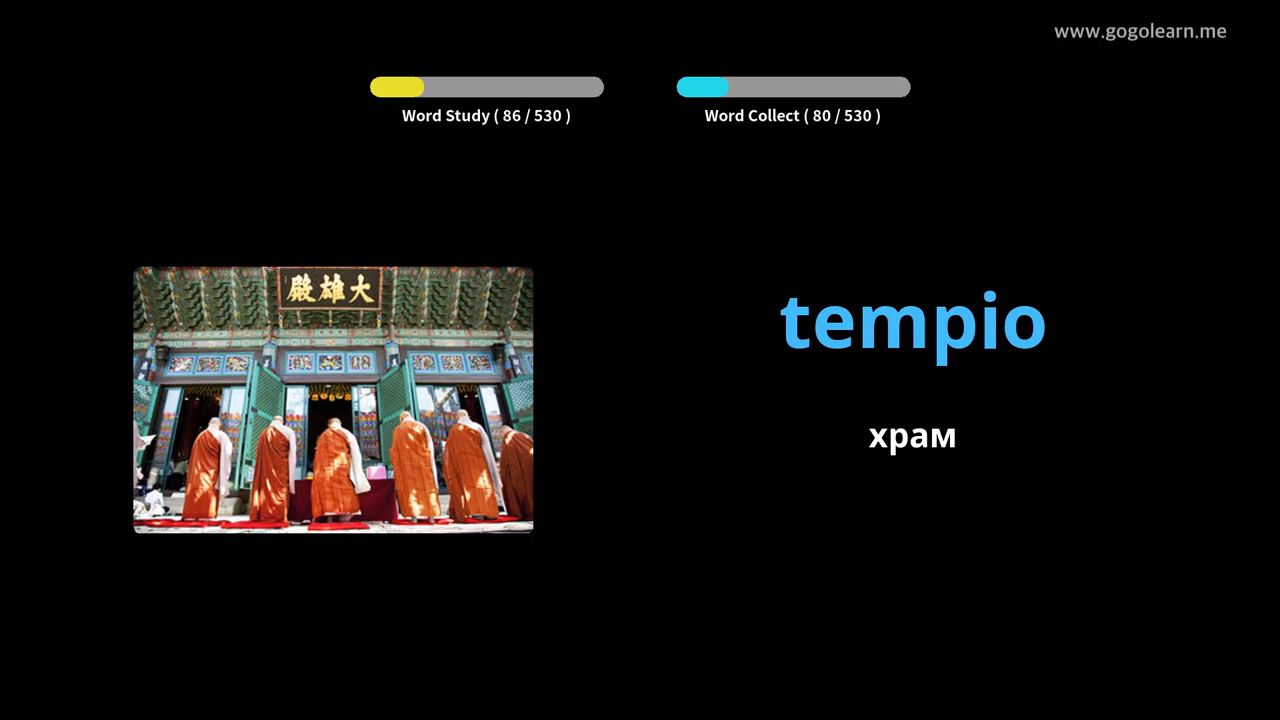 www.gogolearn.me
Word Study ( 86 / 530 )
Word Collect ( 80 / 530 )
殿雄大
tempio
храм